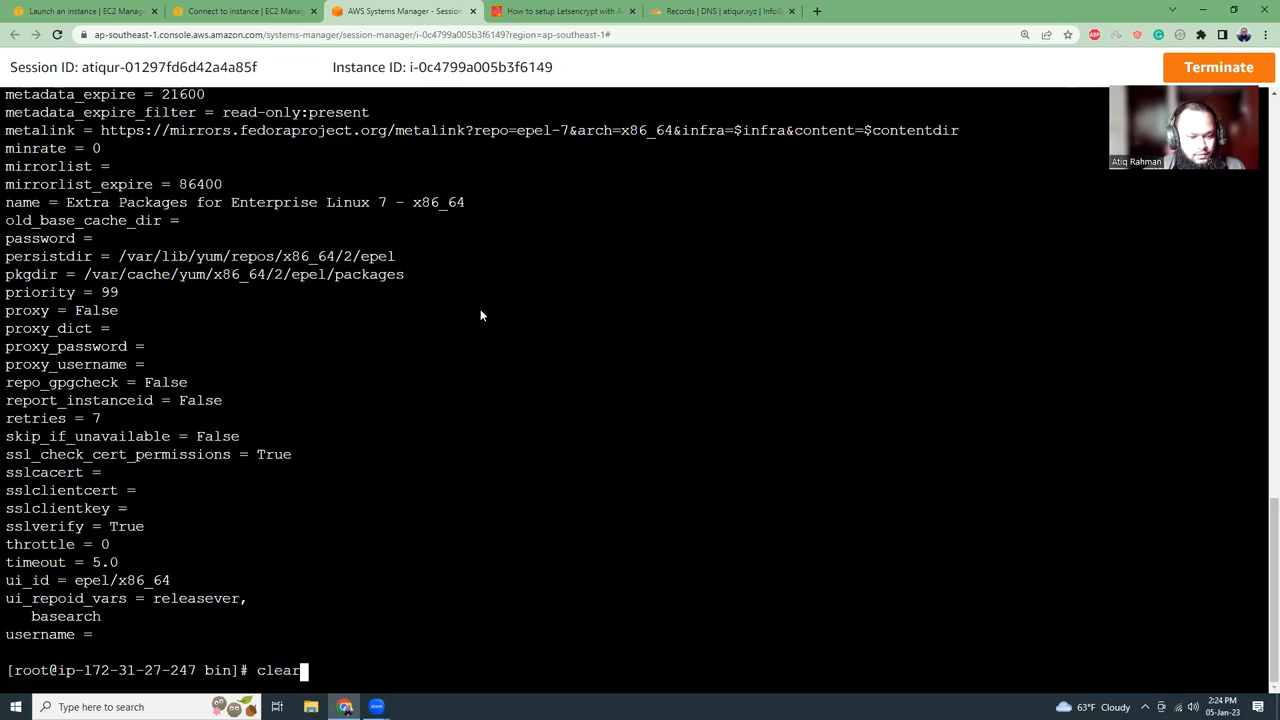 Launch an instance | EC2 Manag
Connect to instance | EC2 Manag
AWS Systems Manager - Session
How to setup Letsencrypt with A
Records | DNS | atiqur.xyz | Info@
ap-southeast-1.console.aws.amazon.com/systems-manager/session-manager/i-0c4799a005b3f6149?region=ap-southeast-1#
Session ID: atiqur-01297fd6d42a4a85f
Instance ID: i-0c4799a005b3f6149
Terminate
metadata_expire = 21600
metadata_expire_filter = read-only:present
metalink = https://mirrors.fedoraproject.org/metalink?repo=epel-7&arch=x86_64&infra=$infra&content=$contentdir
minrate = 0
mirrorlist =
mirrorlist_expire = 86400
name = Extra Packages for Enterprise Linux 7 - x86_64
old_base_cache_dir =
password =
persistdir = /var/lib/yum/repos/x86_64/2/epel
pkgdir = /var/cache/yum/x86_64/2/epel/packages
priority = 99
proxy = False
proxy_dict =
proxy_password =
proxy_username =
repo_gpgcheck = False
report_instanceid = False
retries = 7
skip_if_unavailable = False
ssl_check_cert_permissions = True
sslcacert =
sslclientcert =
sslclientkey =
sslverify = True
throttle = 0
timeout = 5.0
ui_id = epel/x86_64
ui_repoid_vars = releasever,
basearch
username =
[root@ip-172-31-27-247 bin]# clear
Atiq Rahman
Type here to search
zoom
63°F Cloudy
2:24 PM
05-Jan-23